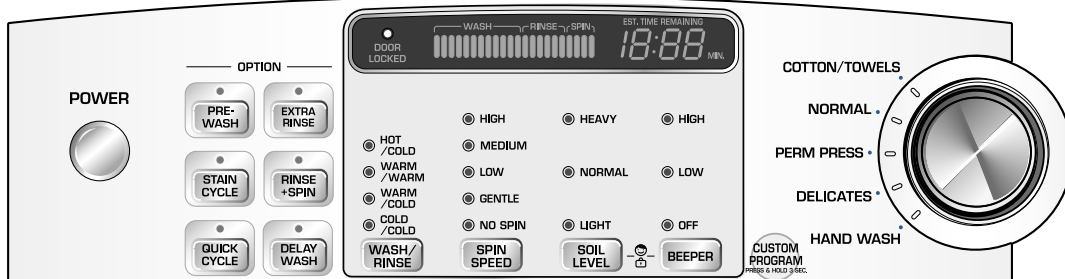 WASH RINSE SPIN
EST. TIME REMAINING
DOOR
LOCKED
18:88 MIN.
OPTION
POWER
PRE-
WASH
EXTRA
RINSE
STAIN
CYCLE
RINSE
+SPIN
QUICK
CYCLE
DELAY
WASH
HOT
/COLD
WARM
/WARM
WARM
/COLD
COLD
/COLD
WASH/
RINSE
HIGH
MEDIUM
LOW
GENTLE
NO SPIN
SPIN
SPEED
HEAVY
NORMAL
LIGHT
SOIL
LEVEL
HIGH
LOW
OFF
BEEPER
COTTON/TOWELS
NORMAL
PERM PRESS
DELICATES
HAND WASH
CUSTOM
PROGRAM
PRESS & HOLD 3 SEC.